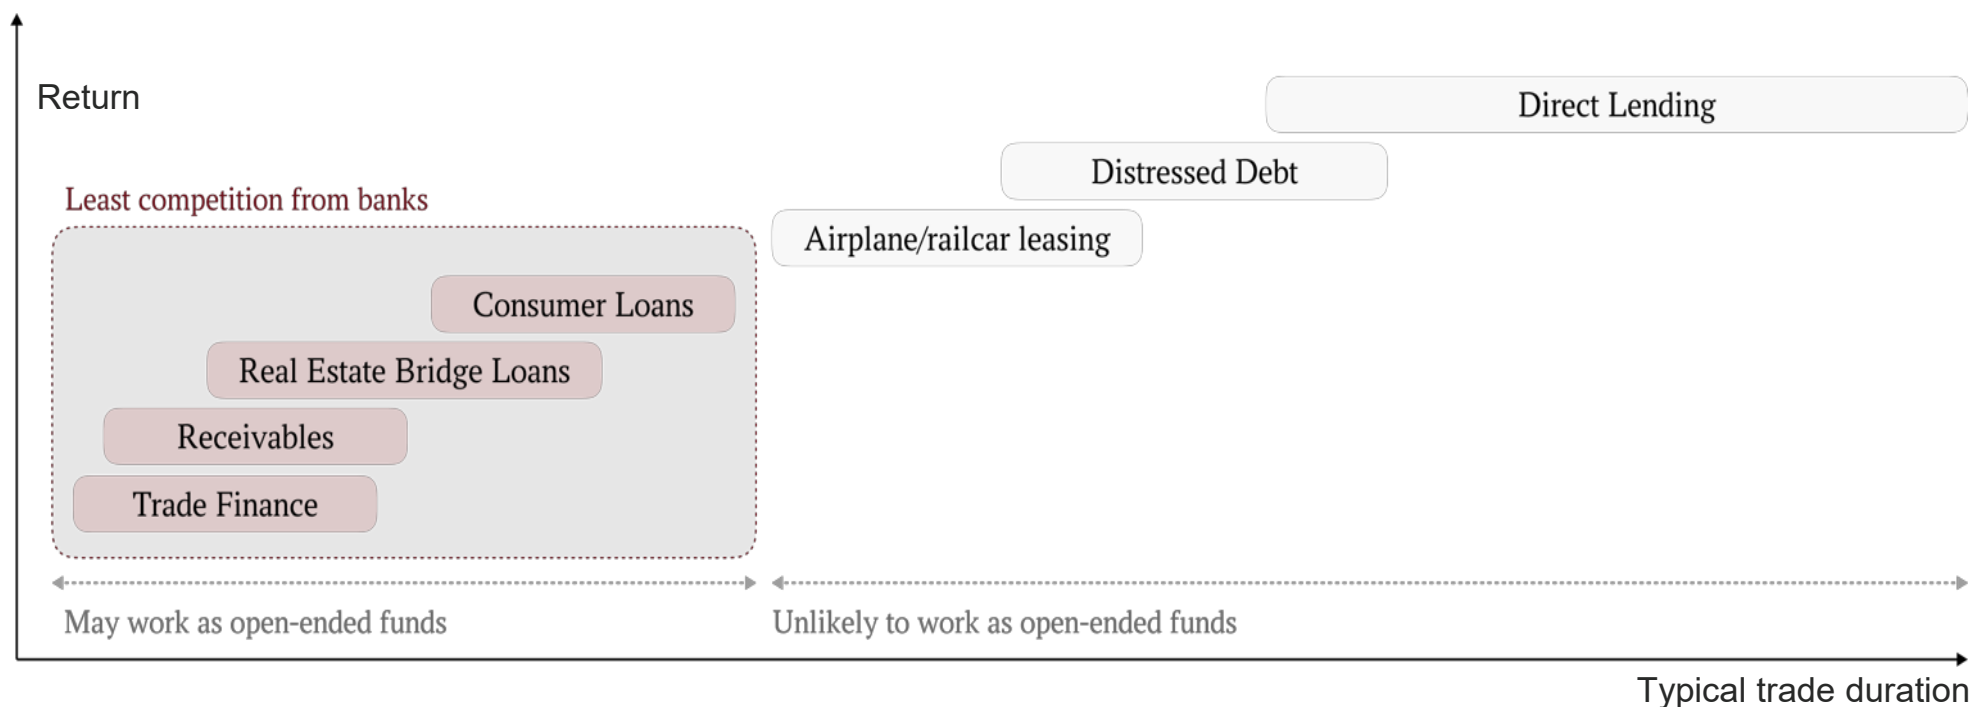 Return
Direct Lending
Distressed Debt
Least competition from banks
Airplane/railcar leasing
Consumer Loans
Real Estate Bridge Loans
Receivables
Trade Finance
May work as open-ended funds
Unlikely to work as open-ended funds
Typical trade duration